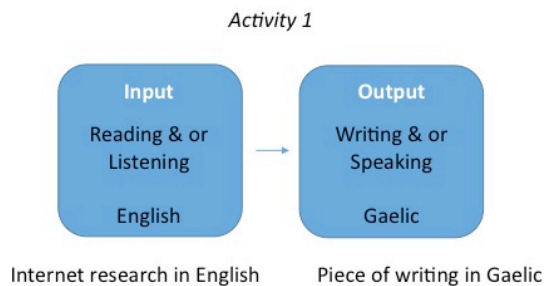 Activity 1
Input
Reading & or
Listening
English
Output
Writing & or
Speaking
Gaelic
Internet research in English
Piece of writing in Gaelic